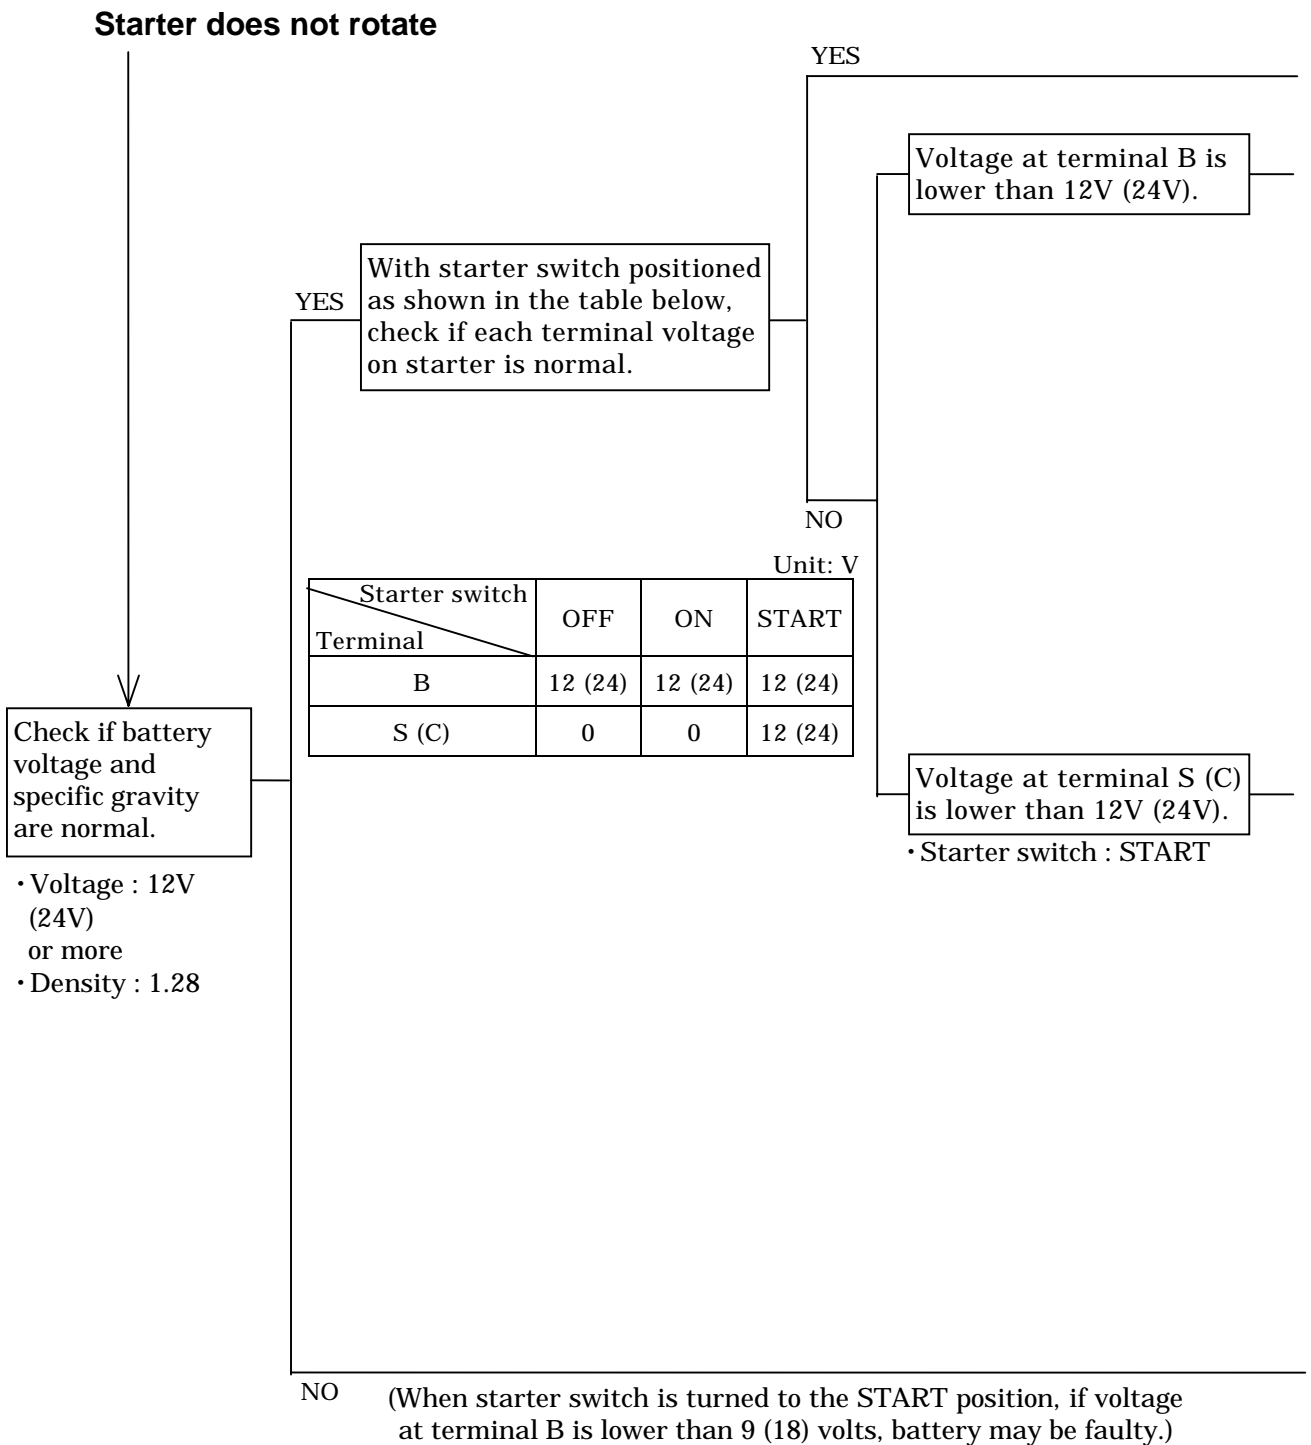 Starter does not rotate
YES
Voltage at terminal B is
lower than 12V (24V).
YES
With starter switch positioned
as shown in the table below,
check if each terminal voltage
on starter is normal.
NO
Unit: V
Starter switch
Terminal
OFF
ON
START
B
12 (24)
12 (24)
12 (24)
S (C)
0
0
12 (24)
Check if battery
voltage and
specific gravity
are normal.
・Voltage : 12V
(24V)
or more
・Density : 1.28
Voltage at terminal S (C)
is lower than 12V (24V).
・Starter switch : START
NO
(When starter switch is turned to the START position, if voltage
at terminal B is lower than 9 (18) volts, battery may be faulty.)